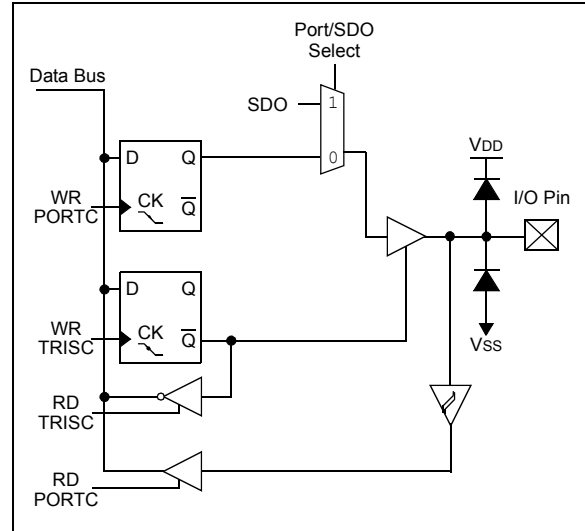 Port/SDO
Select
Data Bus
SDO
1
0
D Q
CK
Q
WR
PORTC
VDD
I/O Pin
D Q
CK
Q
WR
TRISC
VSS
RD
TRISC
RD
PORTC